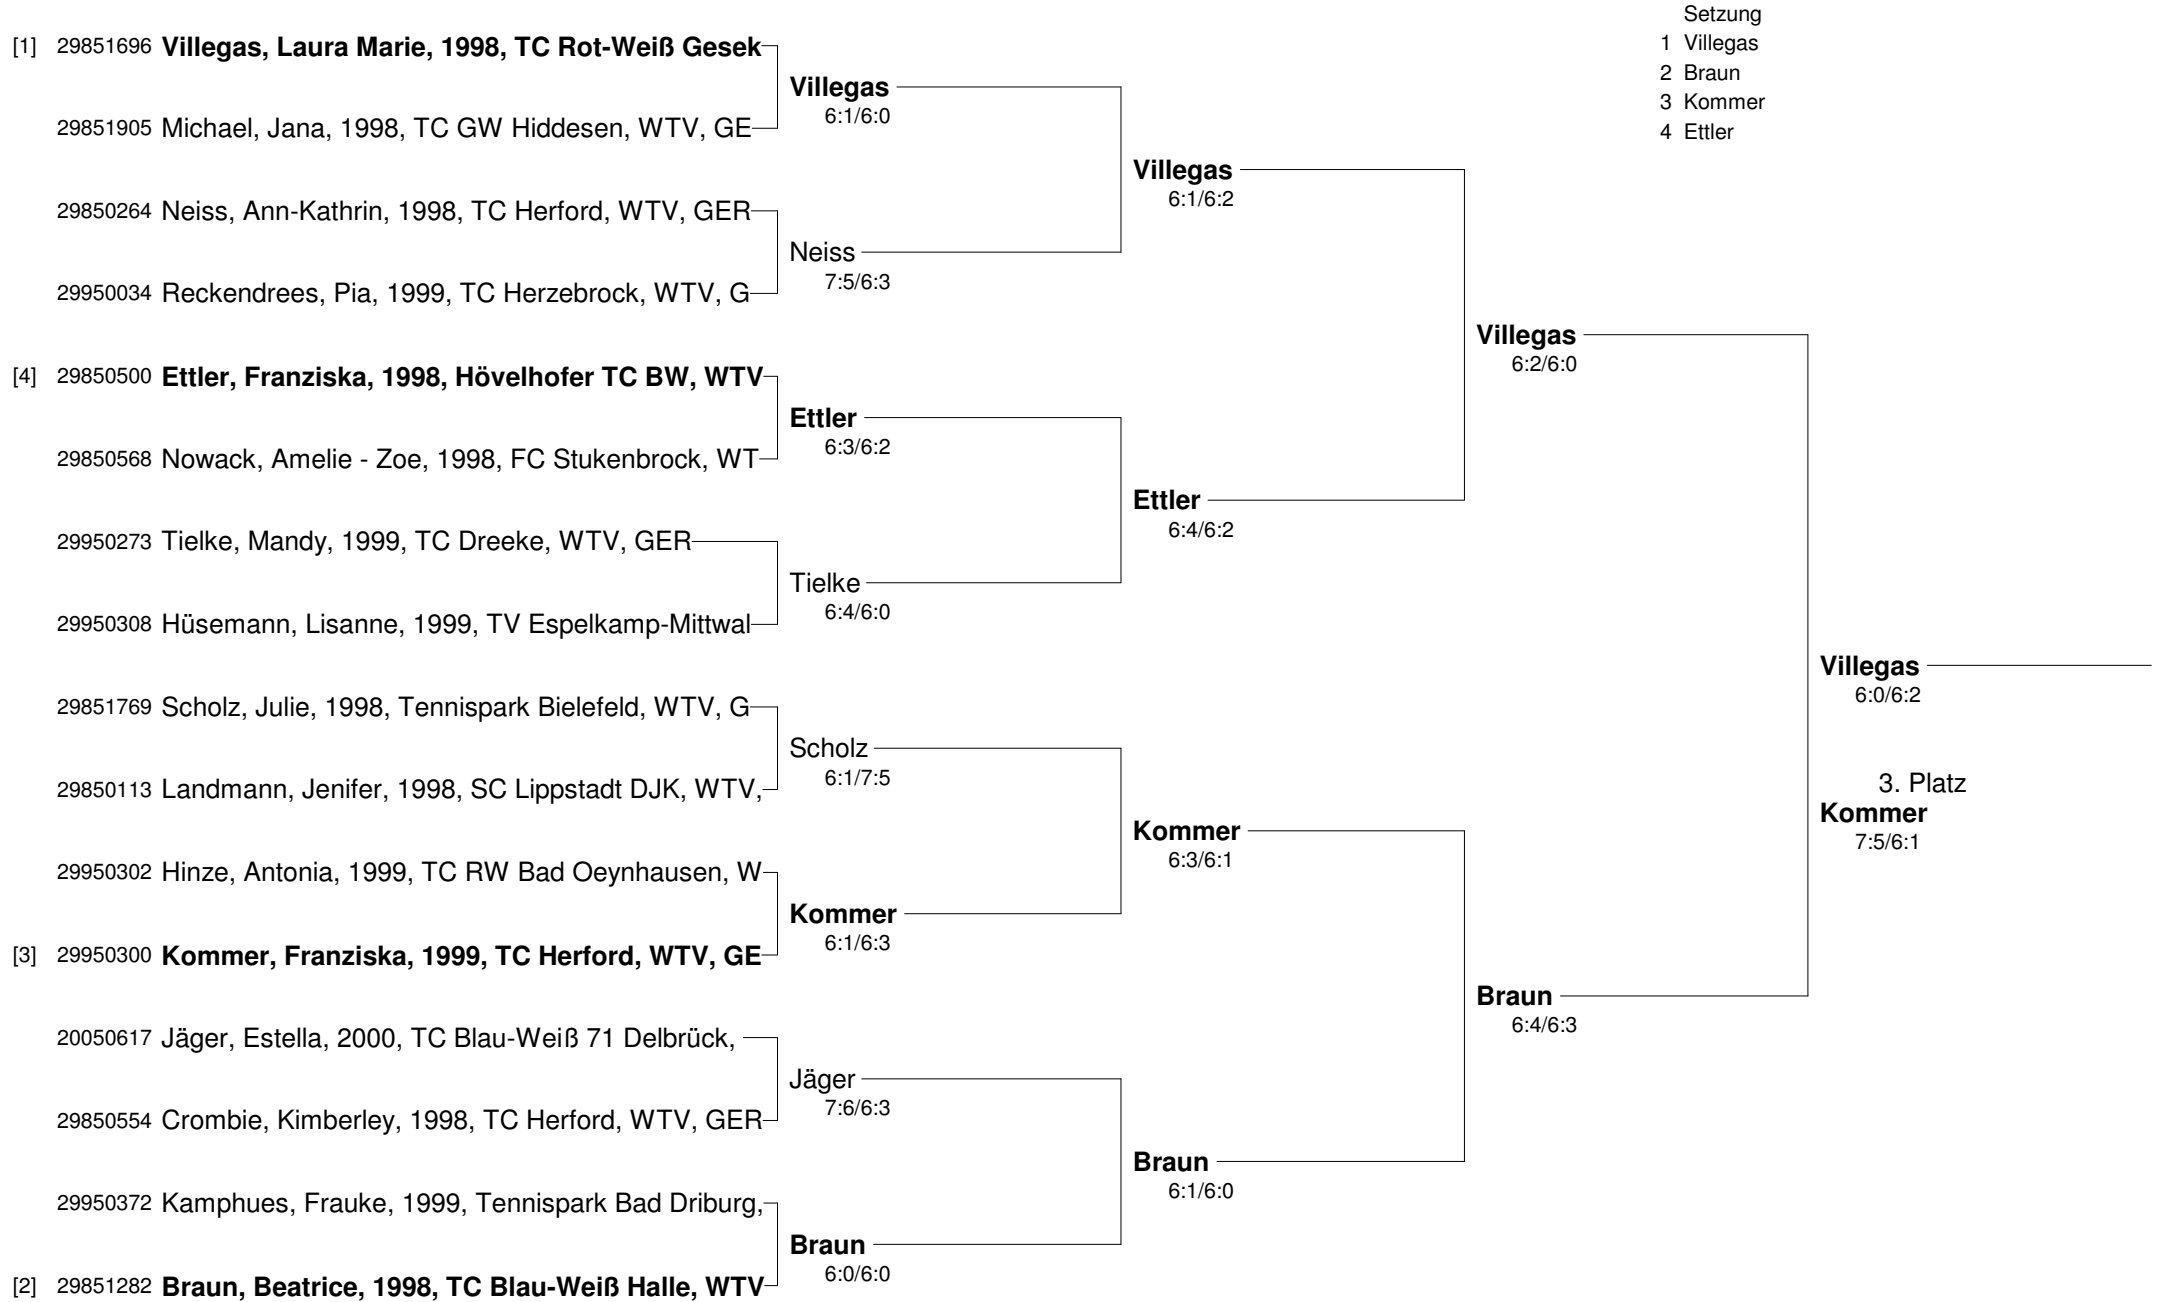 Setzung
1 Villegas
2 Braun
3 Kommer
4 Ettler
[1] 29851696 Villegas, Laura Marie, 1998, TC Rot-Weiß Gesek
Villegas
6:1/6:0
29851905 Michael, Jana, 1998, TC GW Hiddesen, WTV, GE
Villegas
6:1/6:2
29850264 Neiss, Ann-Kathrin, 1998, TC Herford, WTV, GER
Neiss
7:5/6:3
29950034 Reckendrees, Pia, 1999, TC Herzebrock, WTV, G
Villegas
6:2/6:0
[4] 29850500 Ettler, Franziska, 1998, Hövelhofer TC BW, WTV
Ettler
6:3/6:2
29850568 Nowack, Amelie - Zoe, 1998, FC Stukenbrock, WT
Ettler
6:4/6:2
29950273 Tielke, Mandy, 1999, TC Dreeke, WTV, GER
Tielke
6:4/6:0
29950308 Hüsemann, Lisanne, 1999, TV Espelkamp-Mittwal
Villegas
6:0/6:2
29851769 Scholz, Julie, 1998, Tennispark Bielefeld, WTV, G
Scholz
6:1/7:5
3. Platz
Kommer
7:5/6:1
29850113 Landmann, Jenifer, 1998, SC Lippstadt DJK, WTV,
Kommer
6:3/6:1
29950302 Hinze, Antonia, 1999, TC RW Bad Oeynhausen, W
Kommer
6:1/6:3
[3] 29950300 Kommer, Franziska, 1999, TC Herford, WTV, GE
Braun
6:4/6:3
20050617 Jäger, Estella, 2000, TC Blau-Weiß 71 Delbrück,
Jäger
7:6/6:3
29850554 Crombie, Kimberley, 1998, TC Herford, WTV, GER
Braun
6:1/6:0
29950372 Kamphues, Frauke, 1999, Tennispark Bad Driburg,
Braun
6:0/6:0
[2] 29851282 Braun, Beatrice, 1998, TC Blau-Weiß Halle, WTV